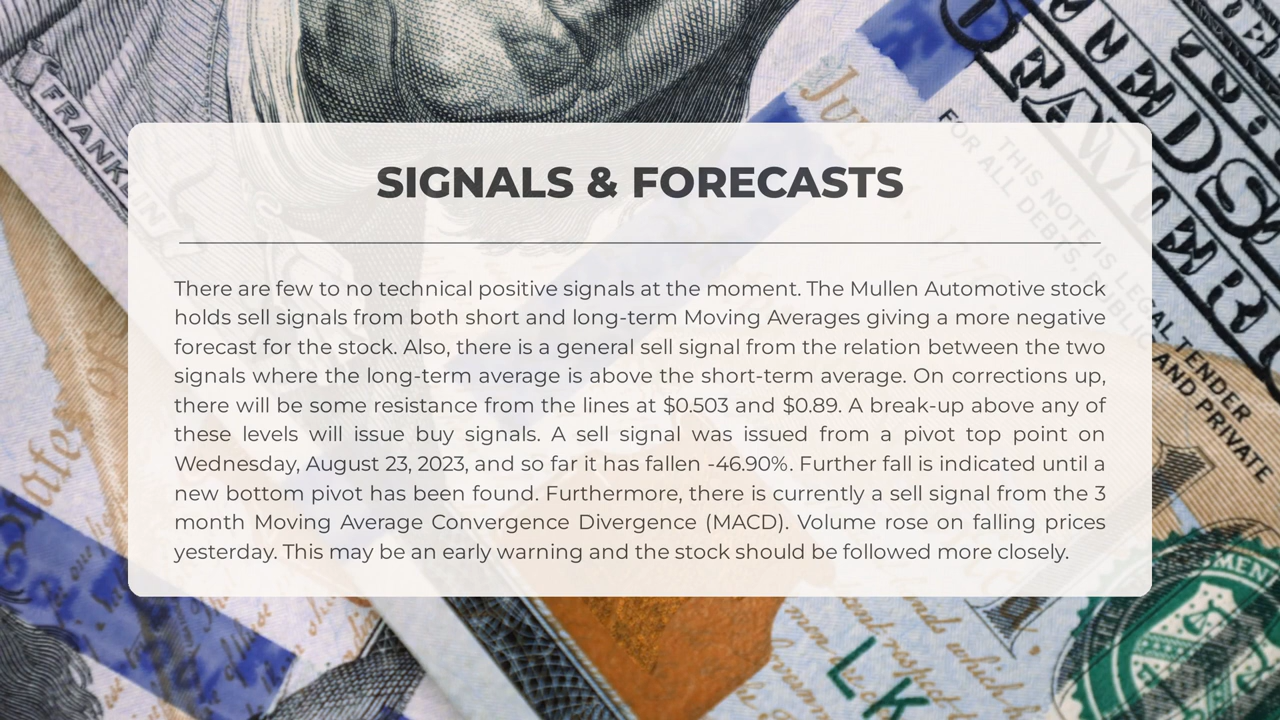 FRANKLIN
SIGNALS & FORECASTS
There are few to no technical positive signals at the moment. The Mullen Automotive stock
holds sell signals from both short and long-term Moving Averages giving a more negative
forecast for the stock. Also, there is a general sell signal from the relation between the two
signals where the long-term average is above the short-term average. On corrections up,
there will be some resistance from the lines at $0.503 and $0.89. A break-up above any of
these levels will issue buy signals. A sell signal was issued from a pivot top point on
Wednesday, August 23, 2023, and so far it has fallen -46.90%. Further fall is indicated until a
new bottom pivot has been found. Furthermore, there is currently a sell signal from the 3
month Moving Average Convergence Divergence (MACD). Volume rose on falling prices
yesterday. This may be an early warning and the stock should be followed more closely.
THIS NOTE IS LEGAL TENDER
FOR ALL DEBTS, PUBLIC AND PRIVATE
JULY
LK